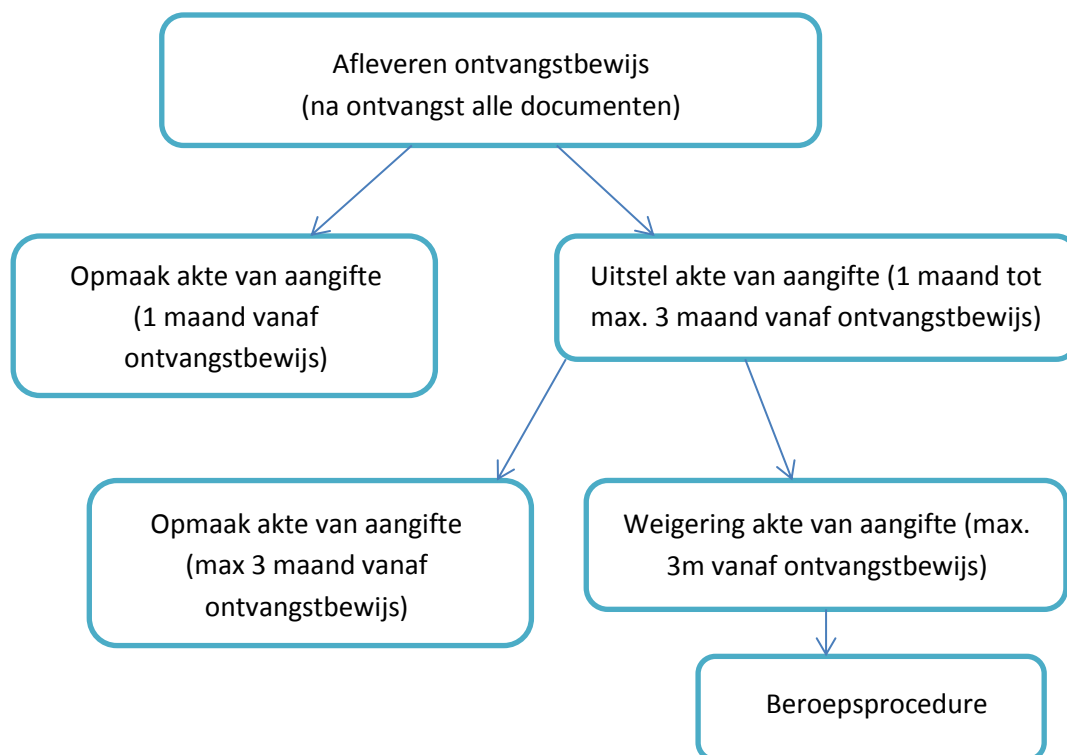 Afleveren ontvangstbewijs
(na ontvangst alle documenten)
Opmaak akte van aangifte
(1 maand vanaf
ontvangstbewijs)
Uitstel akte van aangifte (1 maand tot
max. 3 maand vanaf ontvangstbewijs)
Opmaak akte van aangifte
(max 3 maand vanaf
ontvangstbewijs)
Weigering akte van aangifte (max.
3m vanaf ontvangstbewijs)
Beroepsprocedure